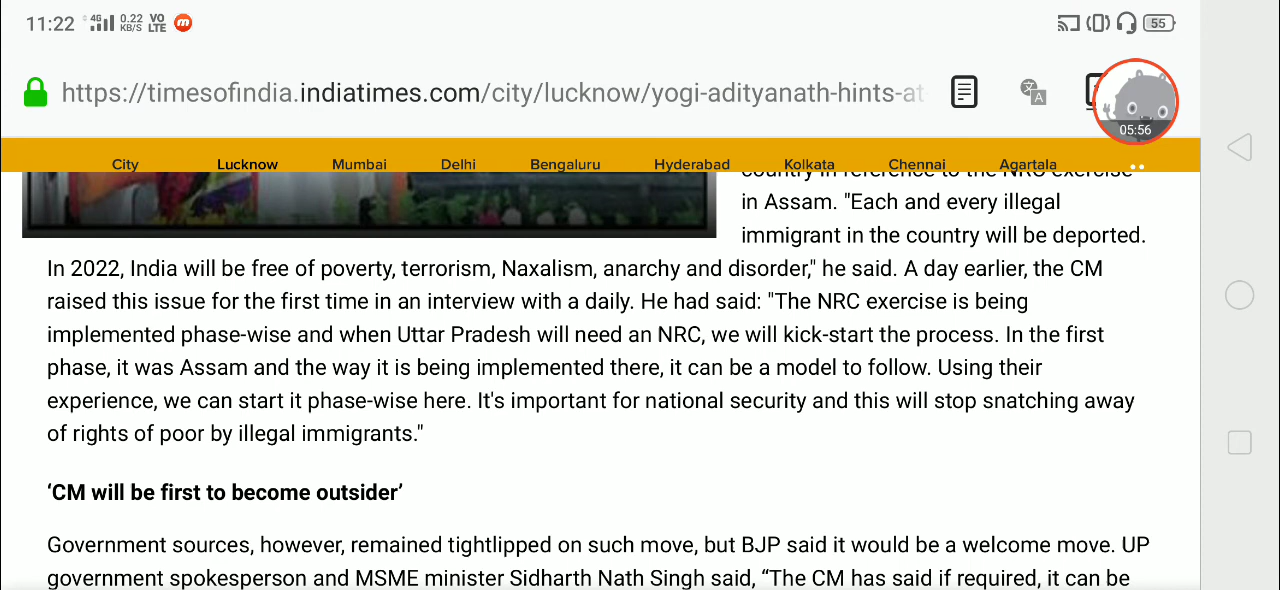 11:22 4G 0.22 KB/S VO LTE m 55
https://timesofindia.indiatimes.com/city/lucknow/yogi-adityanath-hints-at
05:56
City Lucknow Mumbai Delhi Bengaluru Hyderabad Kolkata Chennai Agartala
country in reference to the NRC exercise
in Assam. "Each and every illegal
immigrant in the country will be deported.
In 2022, India will be free of poverty, terrorism, Naxalism, anarchy and disorder," he said. A day earlier, the CM
raised this issue for the first time in an interview with a daily. He had said: "The NRC exercise is being
implemented phase-wise and when Uttar Pradesh will need an NRC, we will kick-start the process. In the first
phase, it was Assam and the way it is being implemented there, it can be a model to follow. Using their
experience, we can start it phase-wise here. It's important for national security and this will stop snatching away
of rights of poor by illegal immigrants."
‘CM will be first to become outsider’
Government sources, however, remained tightlipped on such move, but BJP said it would be a welcome move. UP
government spokesperson and MSME minister Sidharth Nath Singh said, “The CM has said if required, it can be